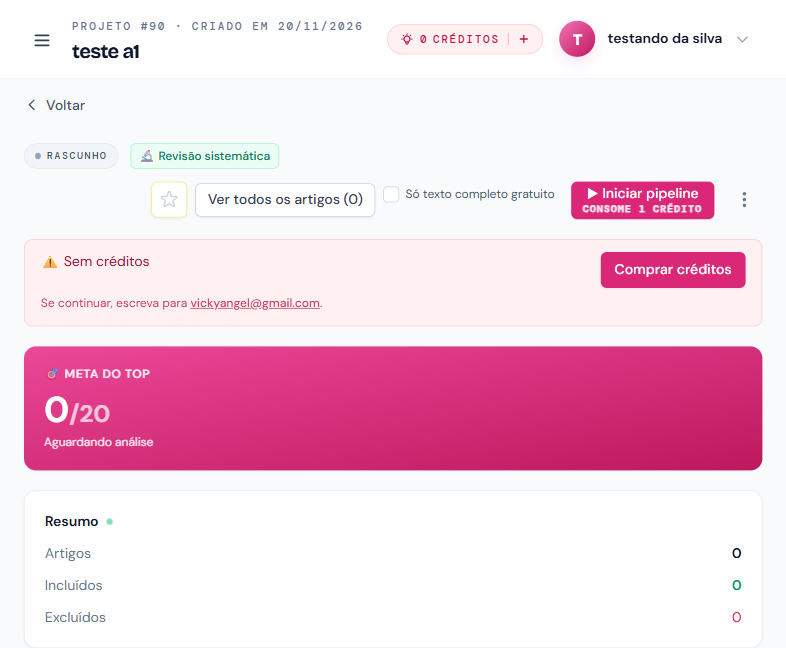 PROJETO #90 · CRIADO EM 20/11/2026
teste a1
0 CRÉDITOS
+
T
testando da silva
Voltar
RASCUNHO
Revisão sistemática
Ver todos os artigos (0)
Só texto completo gratuito
Iniciar pipeline
CONSOME 1 CRÉDITO
Sem créditos
Comprar créditos
Se continuar, escreva para vickyangel@gmail.com.
META DO TOP
0/20
Aguardando análise
Resumo
Artigos 0
Incluídos 0
Excluídos 0